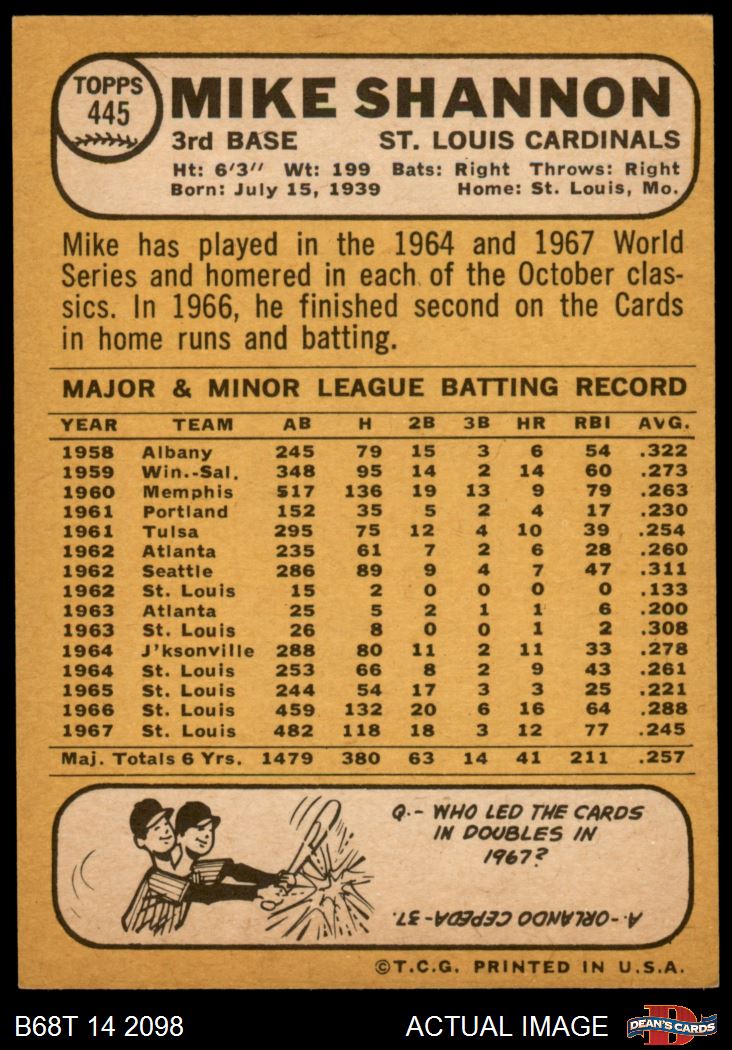 TOPPS
445
MIKE SHANNON
3rd BASE ST. LOUIS CARDINALS
Ht: 6'3'' Wt: 199 Bats: Right Throws: Right
Born: July 15, 1939 Home: St. Louis, Mo.
Mike has played in the 1964 and 1967 World
Series and homered in each of the October clas-
sics. In 1966, he finished second on the Cards
in home runs and batting.
MAJOR & MINOR LEAGUE BATTING RECORD
YEAR TEAM AB H 2B 3B HR RBI AVG.
1958 Albany 245 79 15 3 6 54 .322
1959 Win.-Sal. 348 95 14 2 14 60 .273
1960 Memphis 517 136 19 13 9 79 .263
1961 Portland 152 35 5 2 4 17 .230
1961 Tulsa 295 75 12 4 10 39 .254
1962 Atlanta 235 61 7 2 6 28 .260
1962 Seattle 286 89 9 4 7 47 .311
1962 St. Louis 15 2 0 0 0 0 .133
1963 Atlanta 25 5 2 1 1 6 .200
1963 St. Louis 26 8 0 0 1 2 .308
1964 J'ksonville 288 80 11 2 11 33 .278
1964 St. Louis 253 66 8 2 9 43 .261
1965 St. Louis 244 54 17 3 3 25 .221
1966 St. Louis 459 132 20 6 16 64 .288
1967 St. Louis 482 118 18 3 12 77 .245
Maj. Totals 6 Yrs. 1479 380 63 14 41 211 .257
Q.- WHO LED THE CARDS
IN DOUBLES IN
1967?
A.- ORLANDO CEPEDA - 37.
©T.C.G. PRINTED IN U.S.A.
B68T 14 2098 ACTUAL IMAGE
D
DEAN'S CARDS